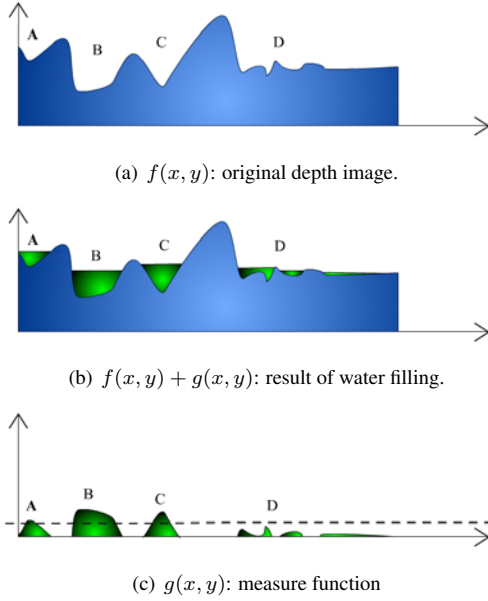 A
B
C
D
(a) f(x, y): original depth image.
A
B
C
D
(b) f(x, y) + g(x, y): result of water filling.
A
B
C
D
(c) g(x, y): measure function